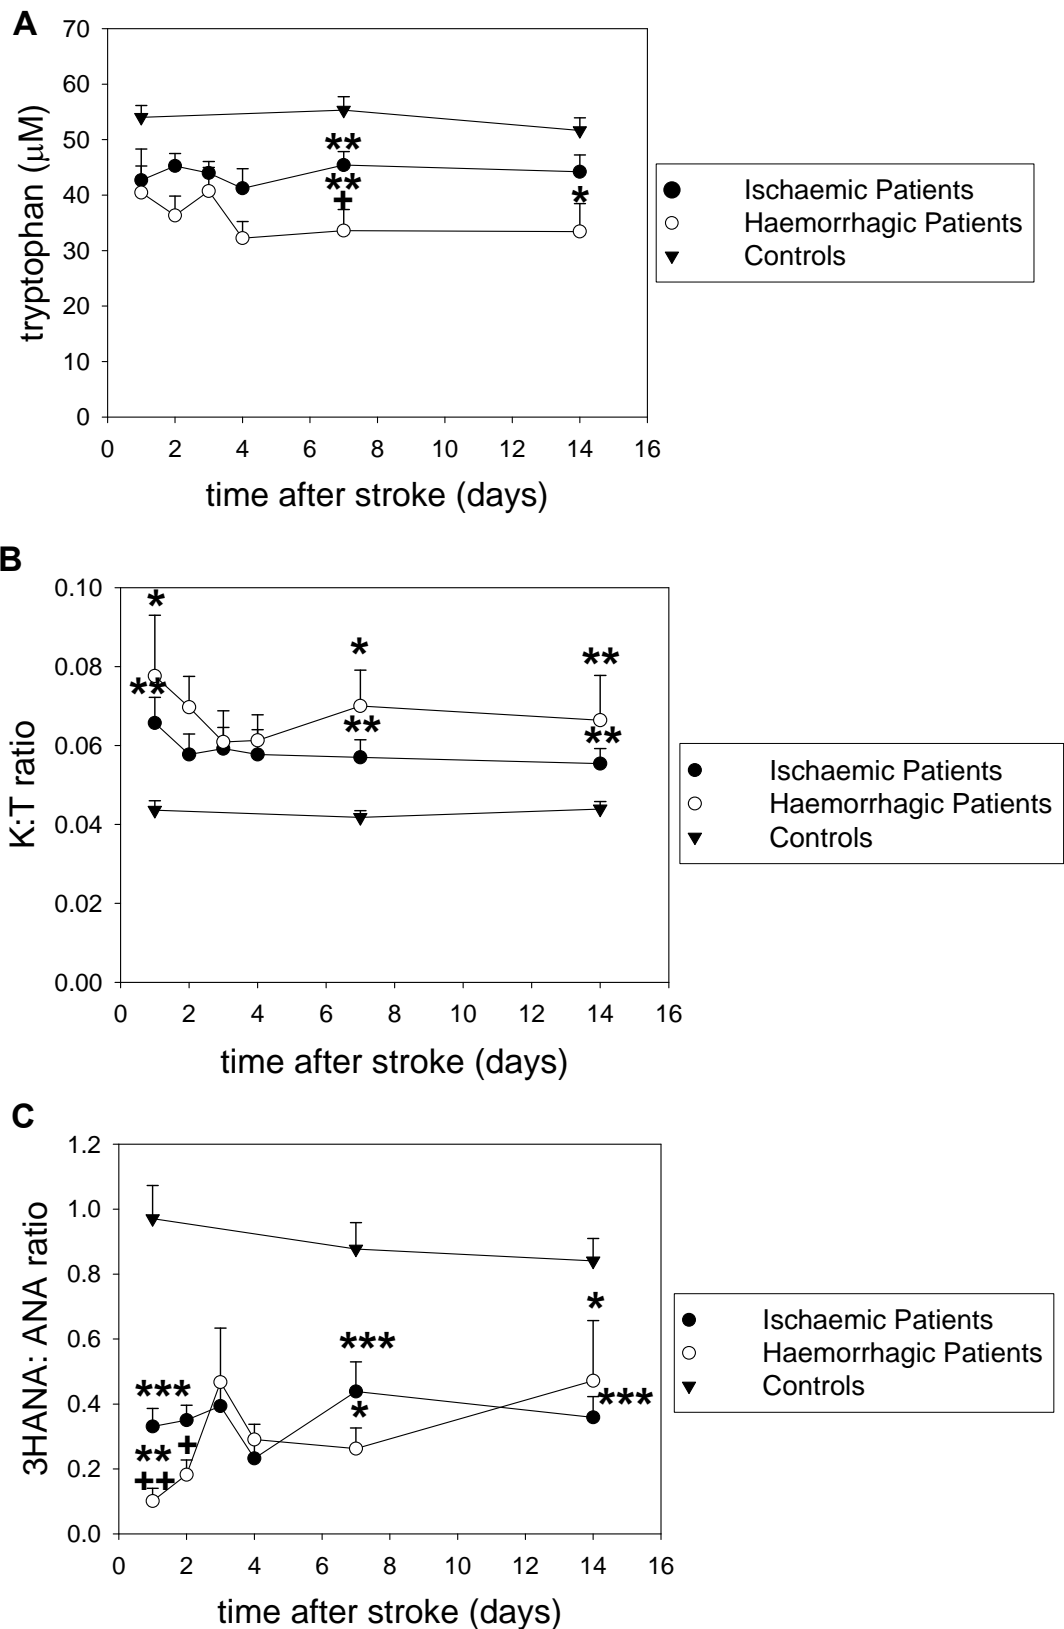 A
70
60
50
40
30
20
10
0
tryptophan (μM)
**
**
+
*
0 2 4 6 8 10 12 14 16
time after stroke (days)
Ischaemic Patients
Haemorrhagic Patients
Controls
B
0.10
0.08
0.06
0.04
0.02
0.00
K:T ratio
*
**
*
**
**
**
0 2 4 6 8 10 12 14 16
time after stroke (days)
Ischaemic Patients
Haemorrhagic Patients
Controls
C
1.2
1.0
0.8
0.6
0.4
0.2
0.0
3HANA: ANA ratio
***
**
++
+
***
*
*
***
0 2 4 6 8 10 12 14 16
time after stroke (days)
Ischaemic Patients
Haemorrhagic Patients
Controls